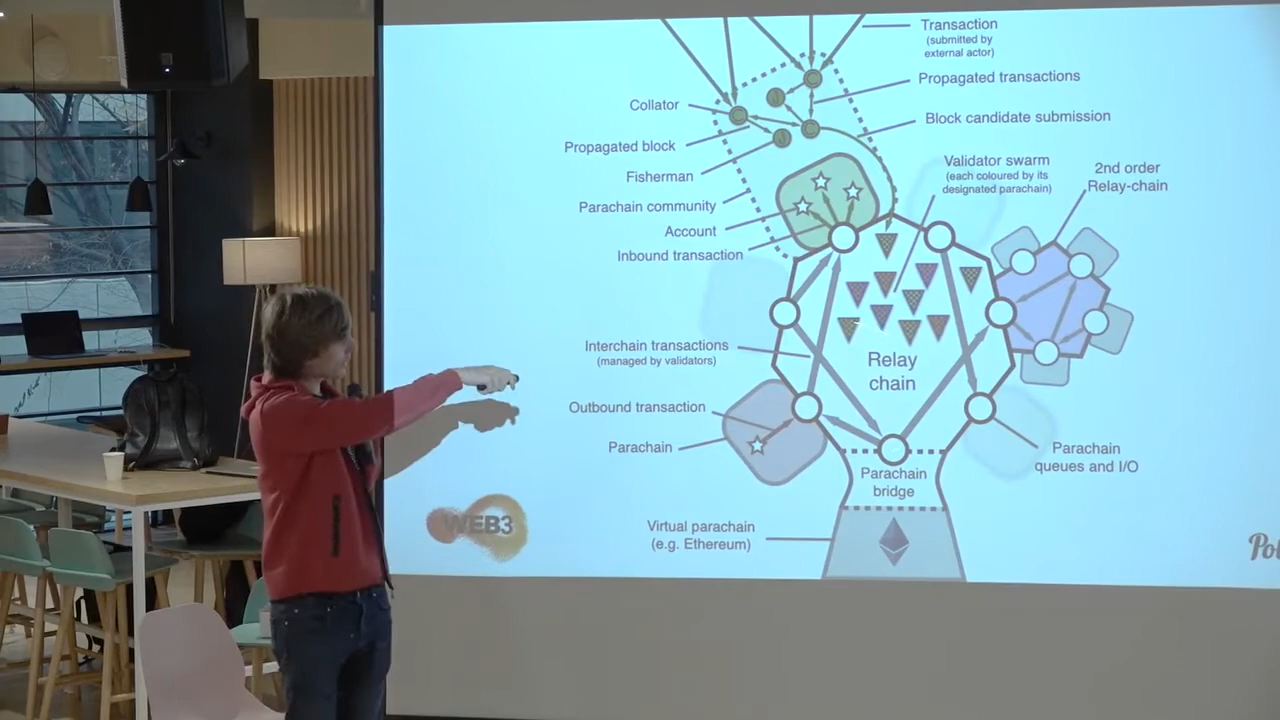 Transaction
(submitted by
external actor)
Propagated transactions
Collator
Block candidate submission
Propagated block
Validator swarm
(each coloured by its
designated parachain)
2nd order
Relay-chain
Fisherman
Parachain community
Account
Inbound transaction
Interchain transactions
(managed by validators)
Relay
chain
Outbound transaction
Parachain
Parachain
queues and I/O
Parachain
bridge
WEB3
Virtual parachain
(e.g. Ethereum)
Pol